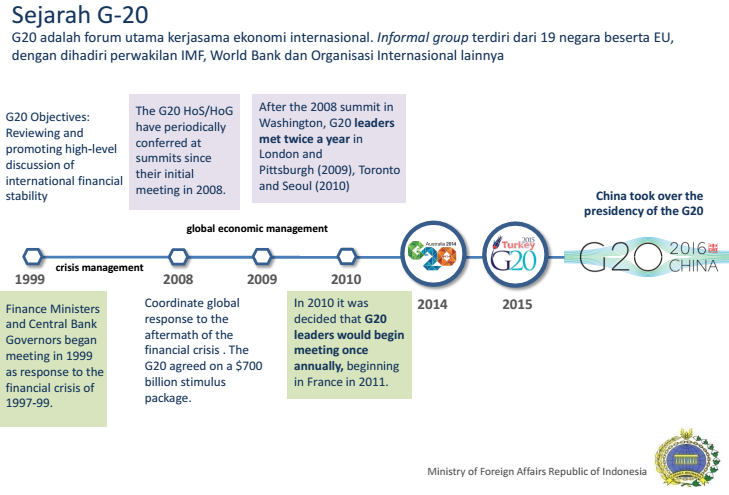 Sejarah G-20
G20 adalah forum utama kerjasama ekonomi internasional. Informal group terdiri dari 19 negara beserta EU,
dengan dihadiri perwakilan IMF, World Bank dan Organisasi Internasional lainnya
G20 Objectives:
Reviewing and
promoting high-level
discussion of
international financial
stability
The G20 HoS/HoG
have periodically
conferred at
summits since
their initial
meeting in 2008.
After the 2008 summit in
Washington, G20 leaders
met twice a year in
London and
Pittsburgh (2009), Toronto
and Seoul (2010)
China took over the
presidency of the G20
global economic management
crisis management
1999
2008
2009
2010
Australia 2014
G20
2014
2015
Turkey
G20
2015
G20 2016
CHINA
Finance Ministers
and Central Bank
Governors began
meeting in 1999
as response to the
financial crisis of
1997-99.
Coordinate global
response to the
aftermath of the
financial crisis . The
G20 agreed on a $700
billion stimulus
package.
In 2010 it was
decided that G20
leaders would begin
meeting once
annually, beginning
in France in 2011.
Ministry of Foreign Affairs Republic of Indonesia